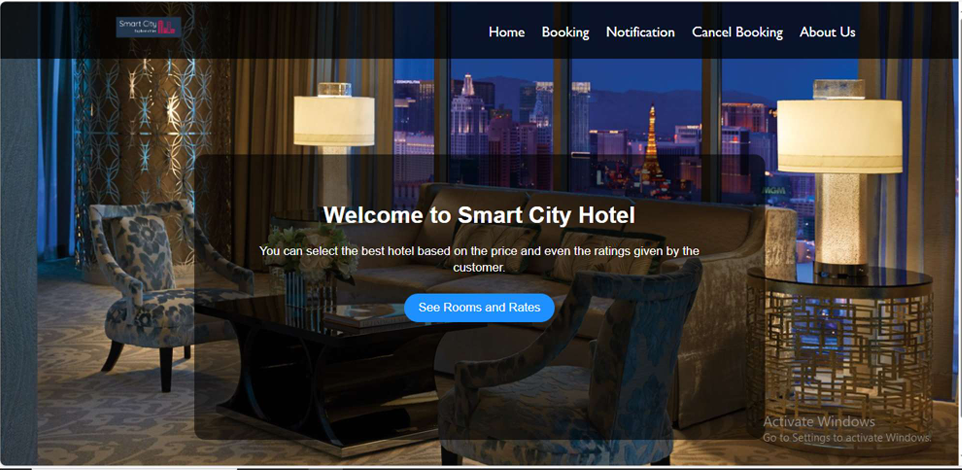 Smart City
Home Booking Notification Cancel Booking About Us
COSMOPOLITAN
MGM
Welcome to Smart City Hotel
You can select the best hotel based on the price and even the ratings given by the
customer.
See Rooms and Rates
Activate Windows
Go to Settings to activate Windows.